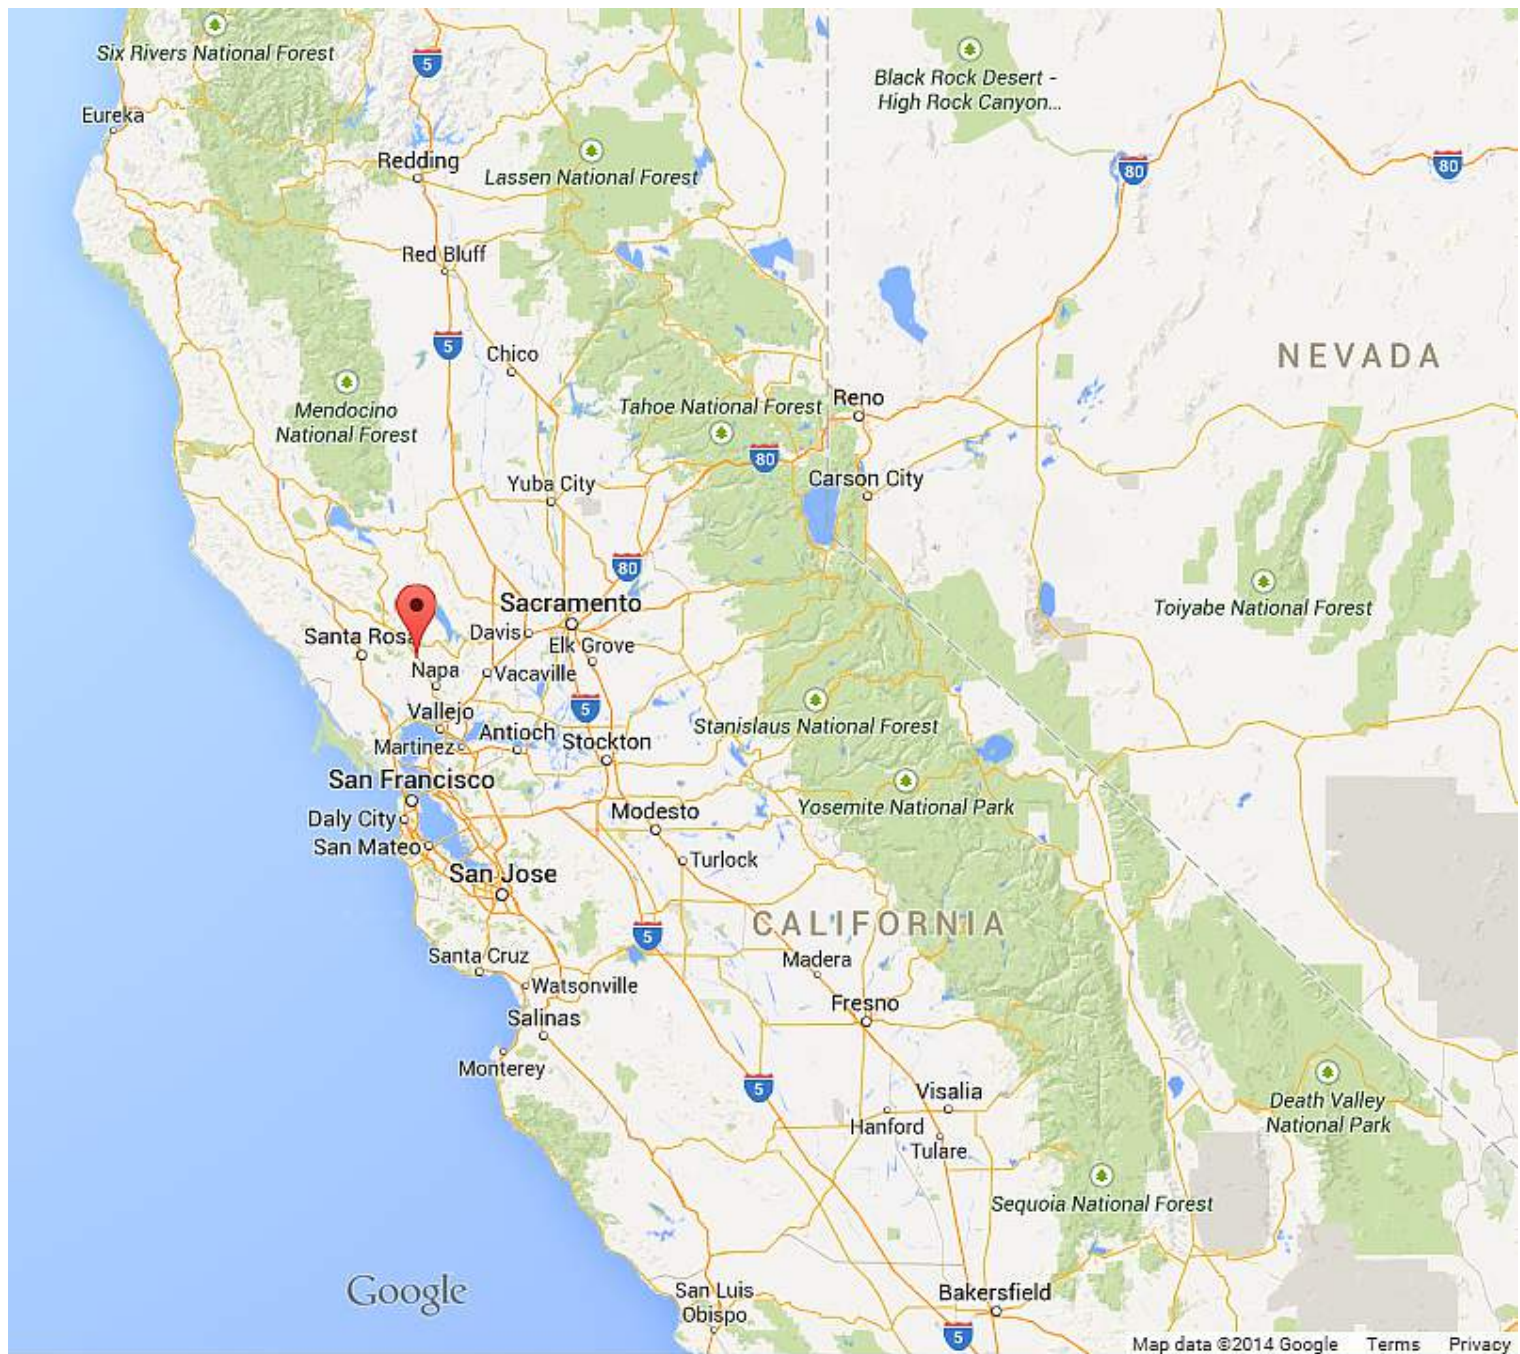 Six Rivers National Forest
5
Black Rock Desert -
High Rock Canyon...
Eureka
Redding
Lassen National Forest
80
80
Red Bluff
5
Chico
NEVADA
Mendocino
National Forest
Tahoe National Forest
Reno
80
Carson City
Yuba City
80
Toiyabe National Forest
Sacramento
Santa Rosa
Davis
Elk Grove
Napa
Vacaville
Vallejo
5
Antioch
Stanislaus National Forest
Martinez
Stockton
San Francisco
Yosemite National Park
Daly City
Modesto
San Mateo
Turlock
San Jose
CALIFORNIA
5
Santa Cruz
Madera
Watsonville
Fresno
Salinas
Monterey
5
Visalia
Death Valley
National Park
Hanford
Tulare
Sequoia National Forest
Google
San Luis
Obispo
Bakersfield
5
Map data ©2014 Google Terms Privacy